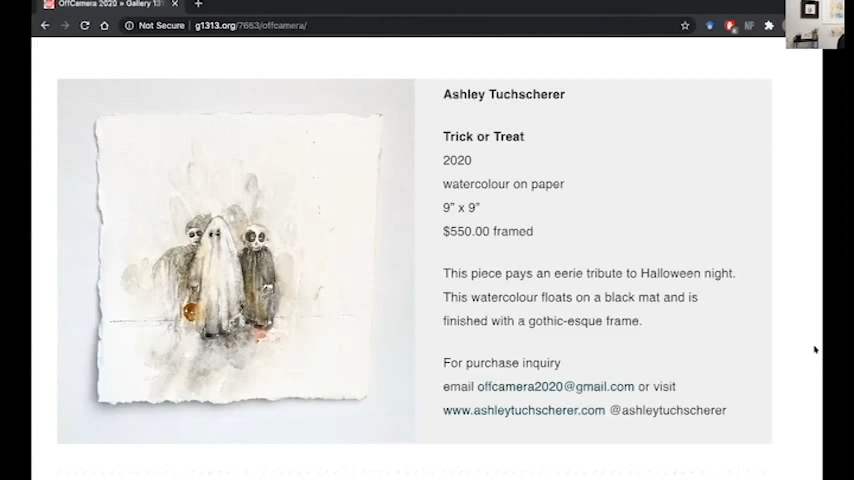 OffCamera 2020 » Gallery 131
Not Secure
g1313.org/7663/offcamera/
Ashley Tuchscherer
Trick or Treat
2020
watercolour on paper
9” x 9”
$550.00 framed
This piece pays an eerie tribute to Halloween night.
This watercolour floats on a black mat and is
finished with a gothic-esque frame.
For purchase inquiry
email offcamera2020@gmail.com or visit
www.ashleytuchscherer.com @ashleytuchscherer